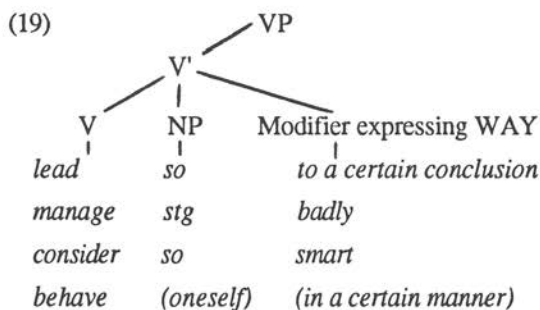 (19) VP
V'
V NP Modifier expressing WAY
lead so to a certain conclusion
manage stg badly
consider so smart
behave (oneself) (in a certain manner)